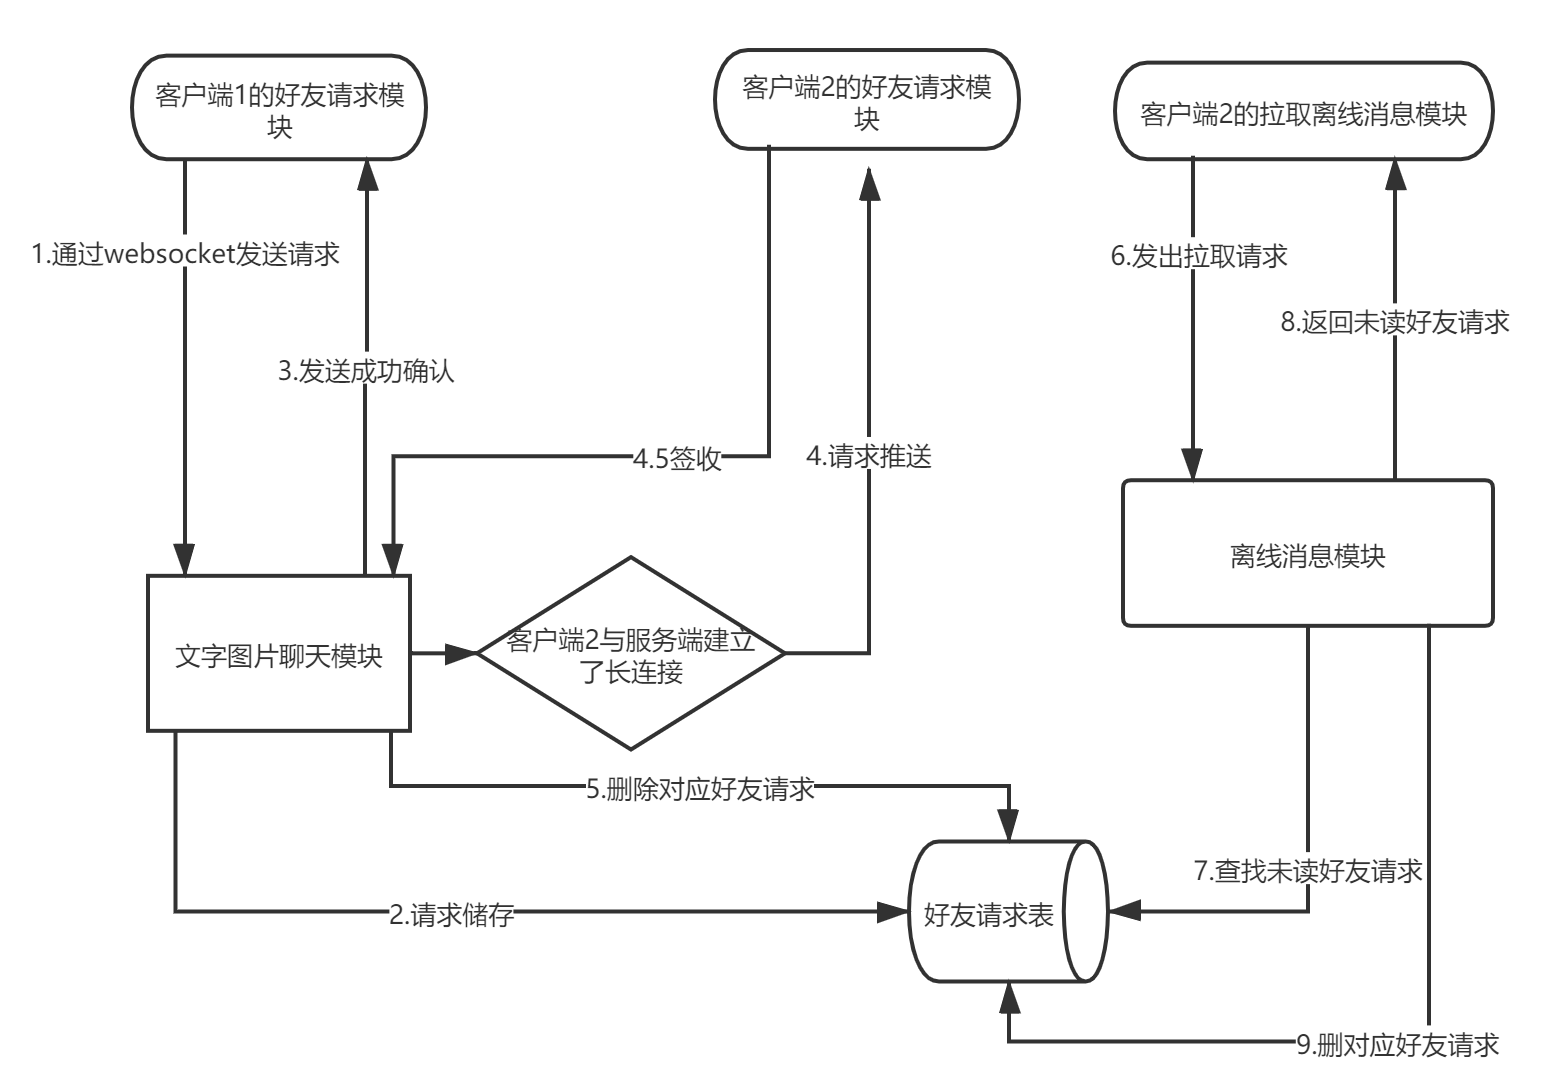 客户端1的好友请求模
块
客户端2的好友请求模
块
客户端2的拉取离线消息模块
1.通过websocket发送请求
6.发出拉取请求
8.返回未读好友请求
3.发送成功确认
4.5签收
4.请求推送
离线消息模块
文字图片聊天模块
客户端2与服务端建立
了长连接
5.删除对应好友请求
7.查找未读好友请求
2.请求储存
好友请求表
9.删对应好友请求